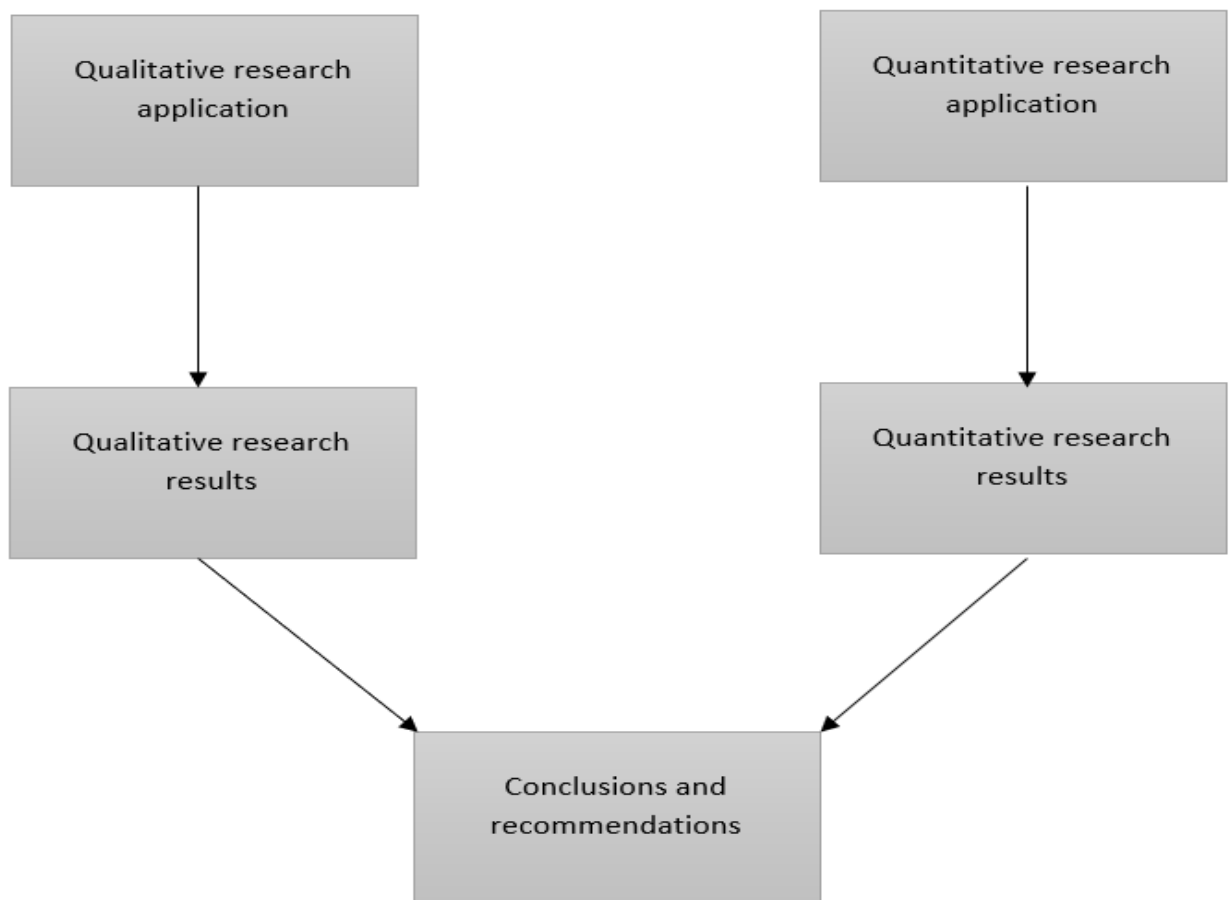 Qualitative research
application
Quantitative research
application
Qualitative research
results
Quantitative research
results
Conclusions and
recommendations